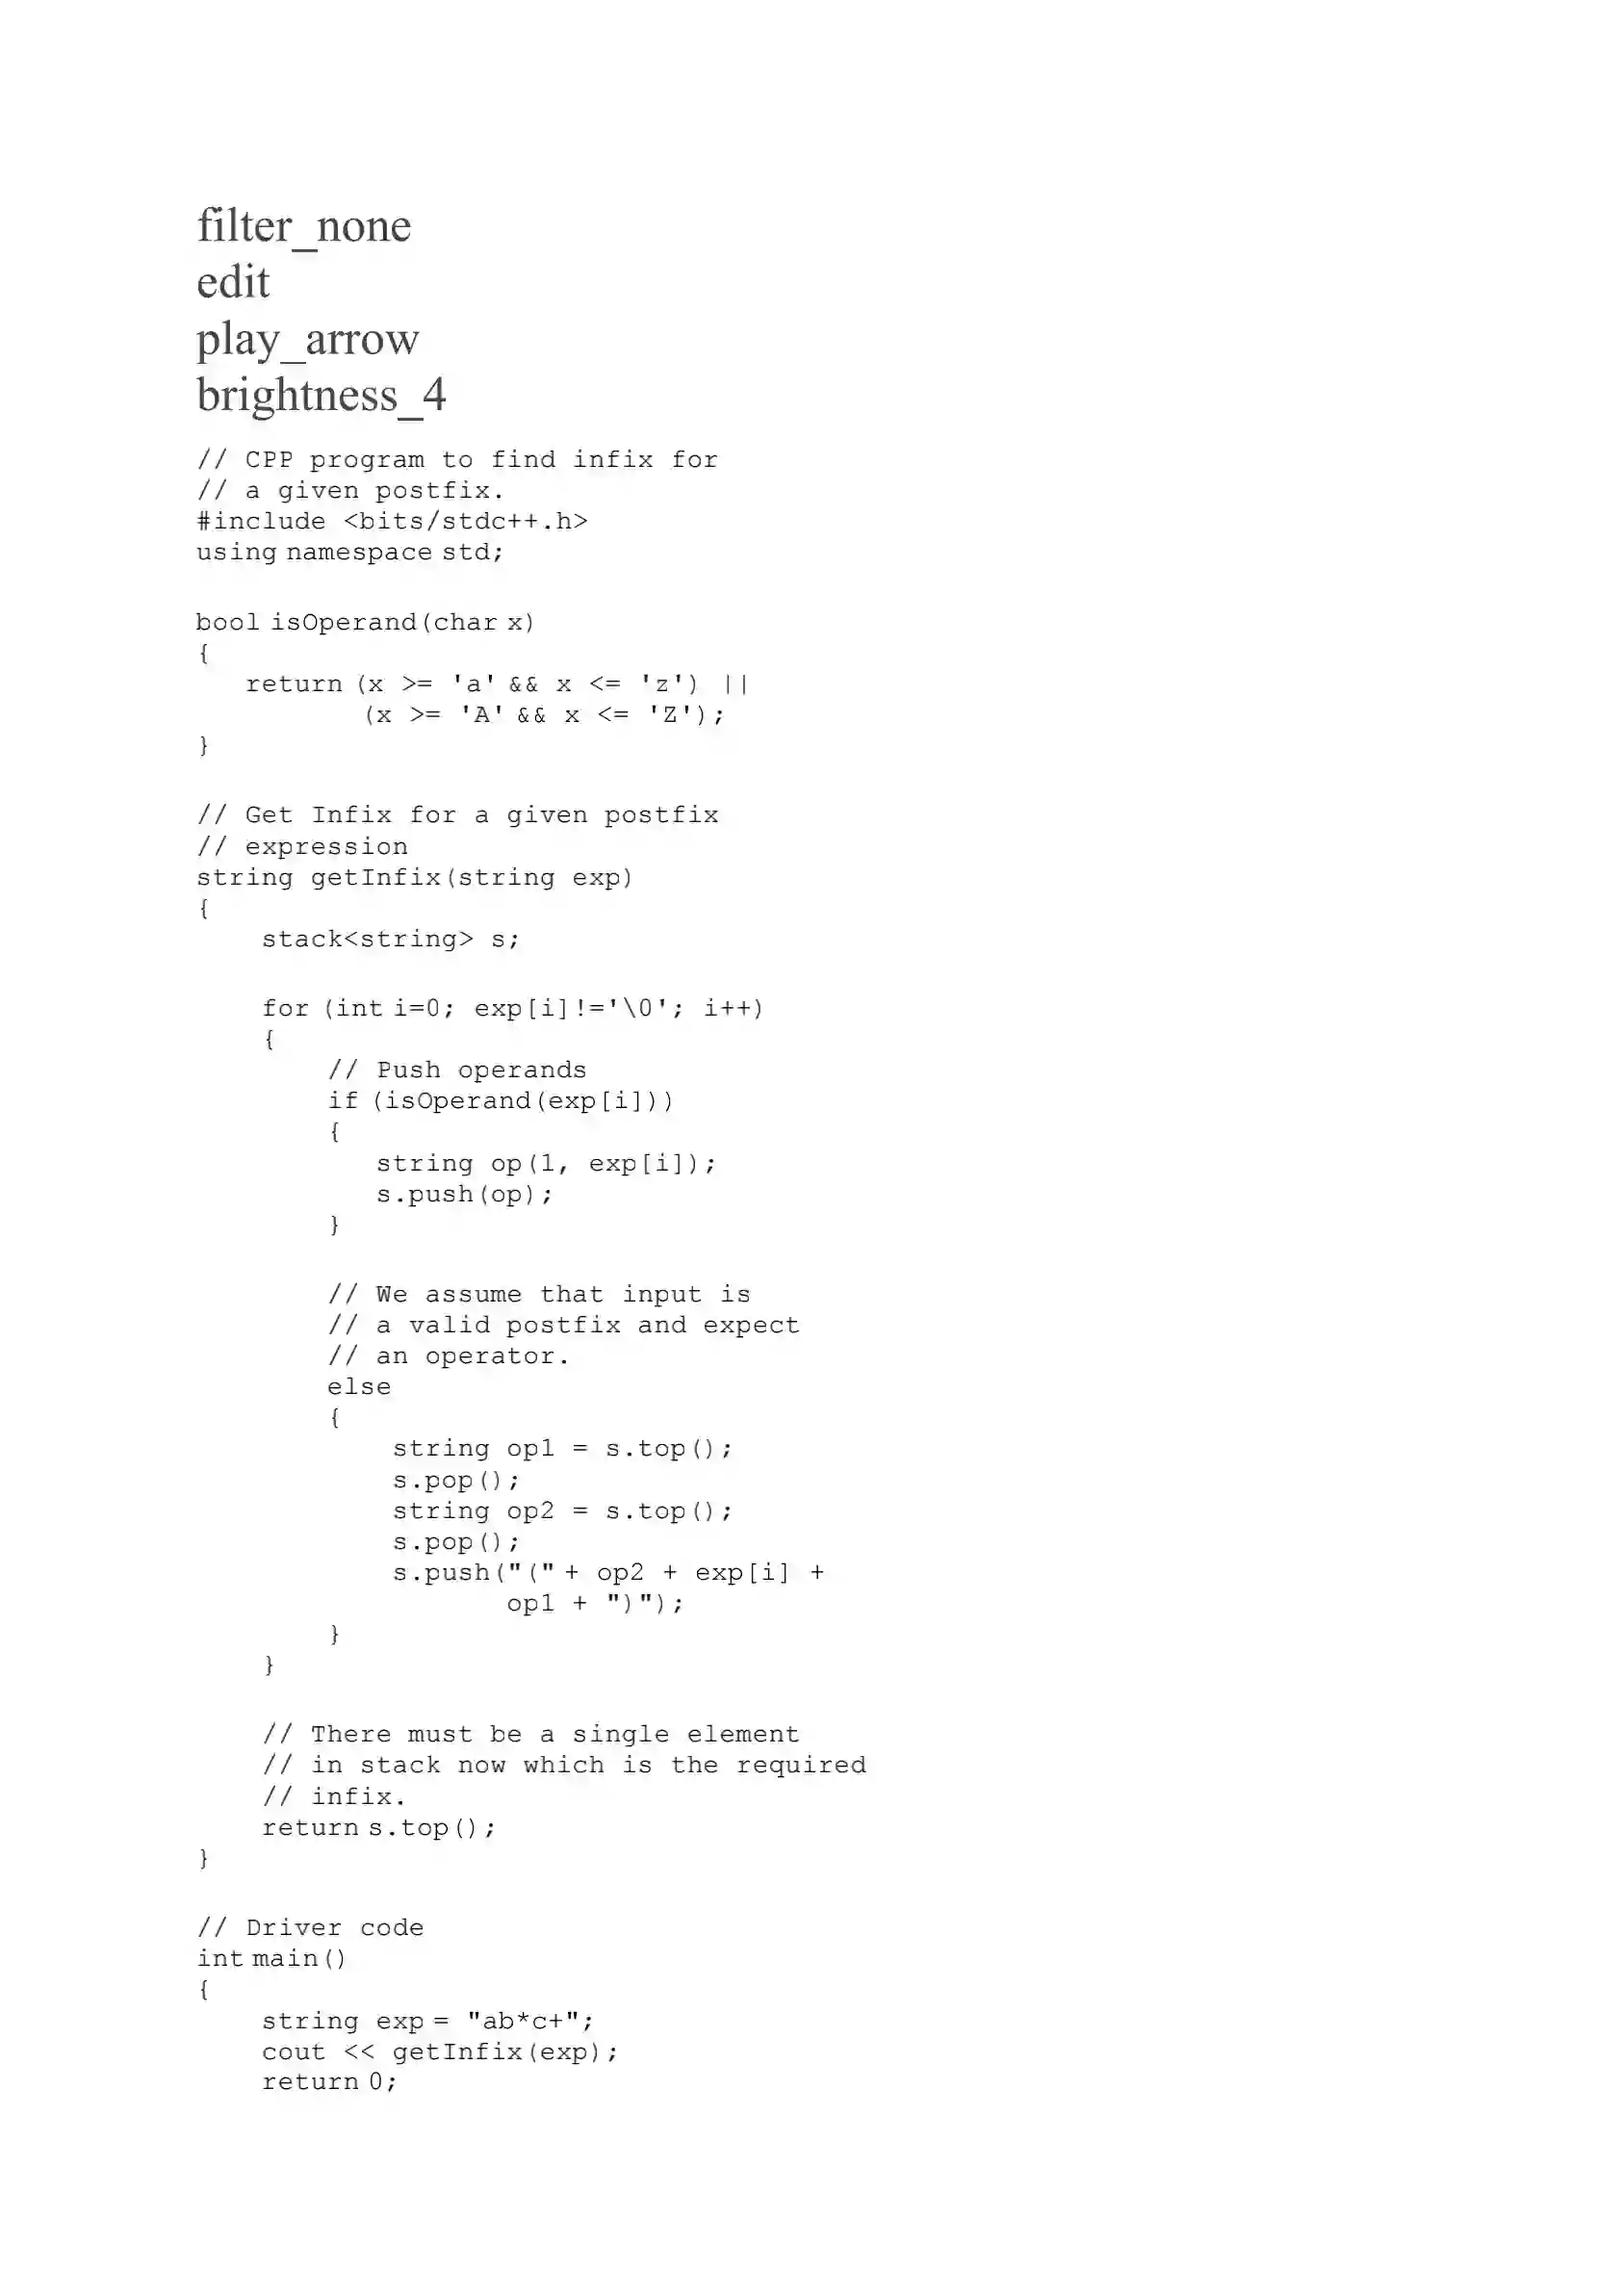 filter_none
edit
play_arrow
brightness_4
// CPP program to find infix for
// a given postfix.
#include <bits/stdc++.h>
using namespace std;
bool isOperand(char x)
{
   return (x >= 'a' && x <= 'z') ||
          (x >= 'A' && x <= 'Z');
}
// Get Infix for a given postfix
// expression
string getInfix(string exp)
{
    stack<string> s;
    for (int i=0; exp[i]!='\0'; i++)
    {
        // Push operands
        if (isOperand(exp[i]))
        {
           string op(1, exp[i]);
           s.push(op);
        }
        // We assume that input is
        // a valid postfix and expect
        // an operator.
        else
        {
            string op1 = s.top();
            s.pop();
            string op2 = s.top();
            s.pop();
            s.push("(" + op2 + exp[i] +
                   op1 + ")");
        }
    }
    // There must be a single element
    // in stack now which is the required
    // infix.
    return s.top();
}
// Driver code
int main()
{
    string exp = "ab*c+";
    cout << getInfix(exp);
    return 0;